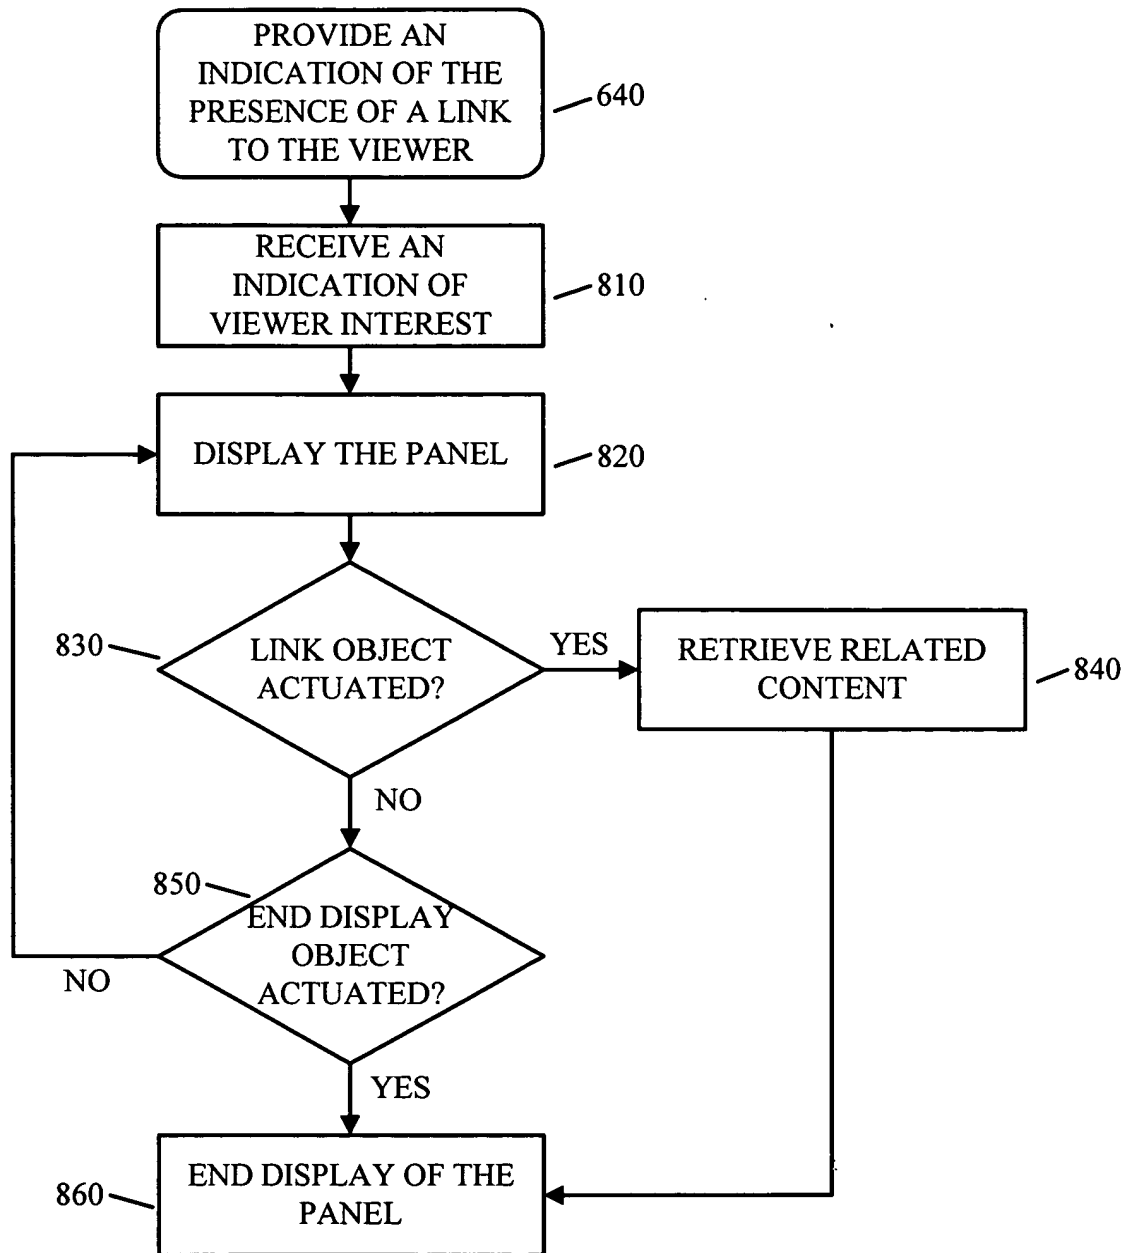 PROVIDE AN
INDICATION OF THE
PRESENCE OF A LINK
TO THE VIEWER
640
RECEIVE AN
INDICATION OF
VIEWER INTEREST
810
DISPLAY THE PANEL
820
830
LINK OBJECT
ACTUATED?
YES
RETRIEVE RELATED
CONTENT
840
NO
850
END DISPLAY
OBJECT
ACTUATED?
NO
YES
860
END DISPLAY OF THE
PANEL